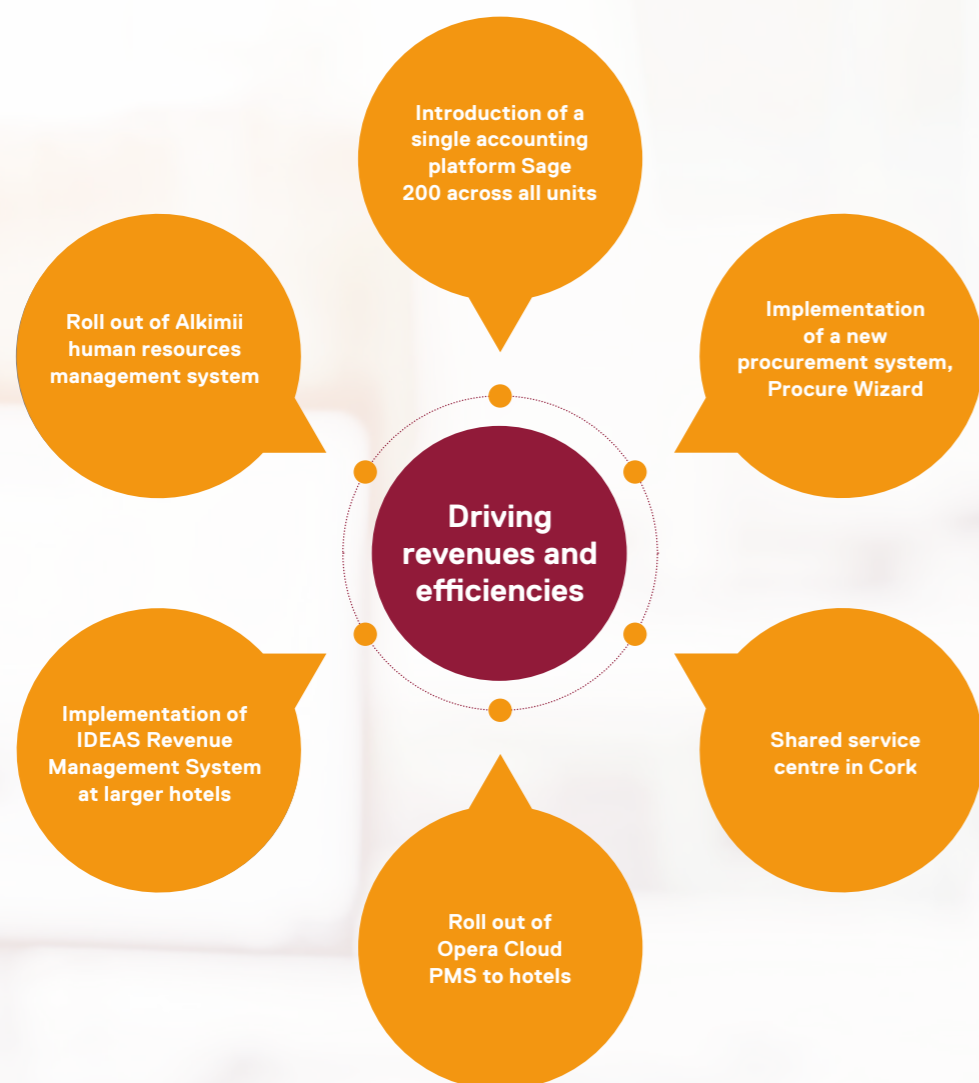 Introduction of a
single accounting
platform Sage
200 across all units
Roll out of Alkimii
human resources
management system
Implementation
of a new
procurement system,
Procure Wizard
Driving
revenues and
efficiencies
Implementation of
IDEAS Revenue
Management System
at larger hotels
Shared service
centre in Cork
Roll out of
Opera Cloud
PMS to hotels